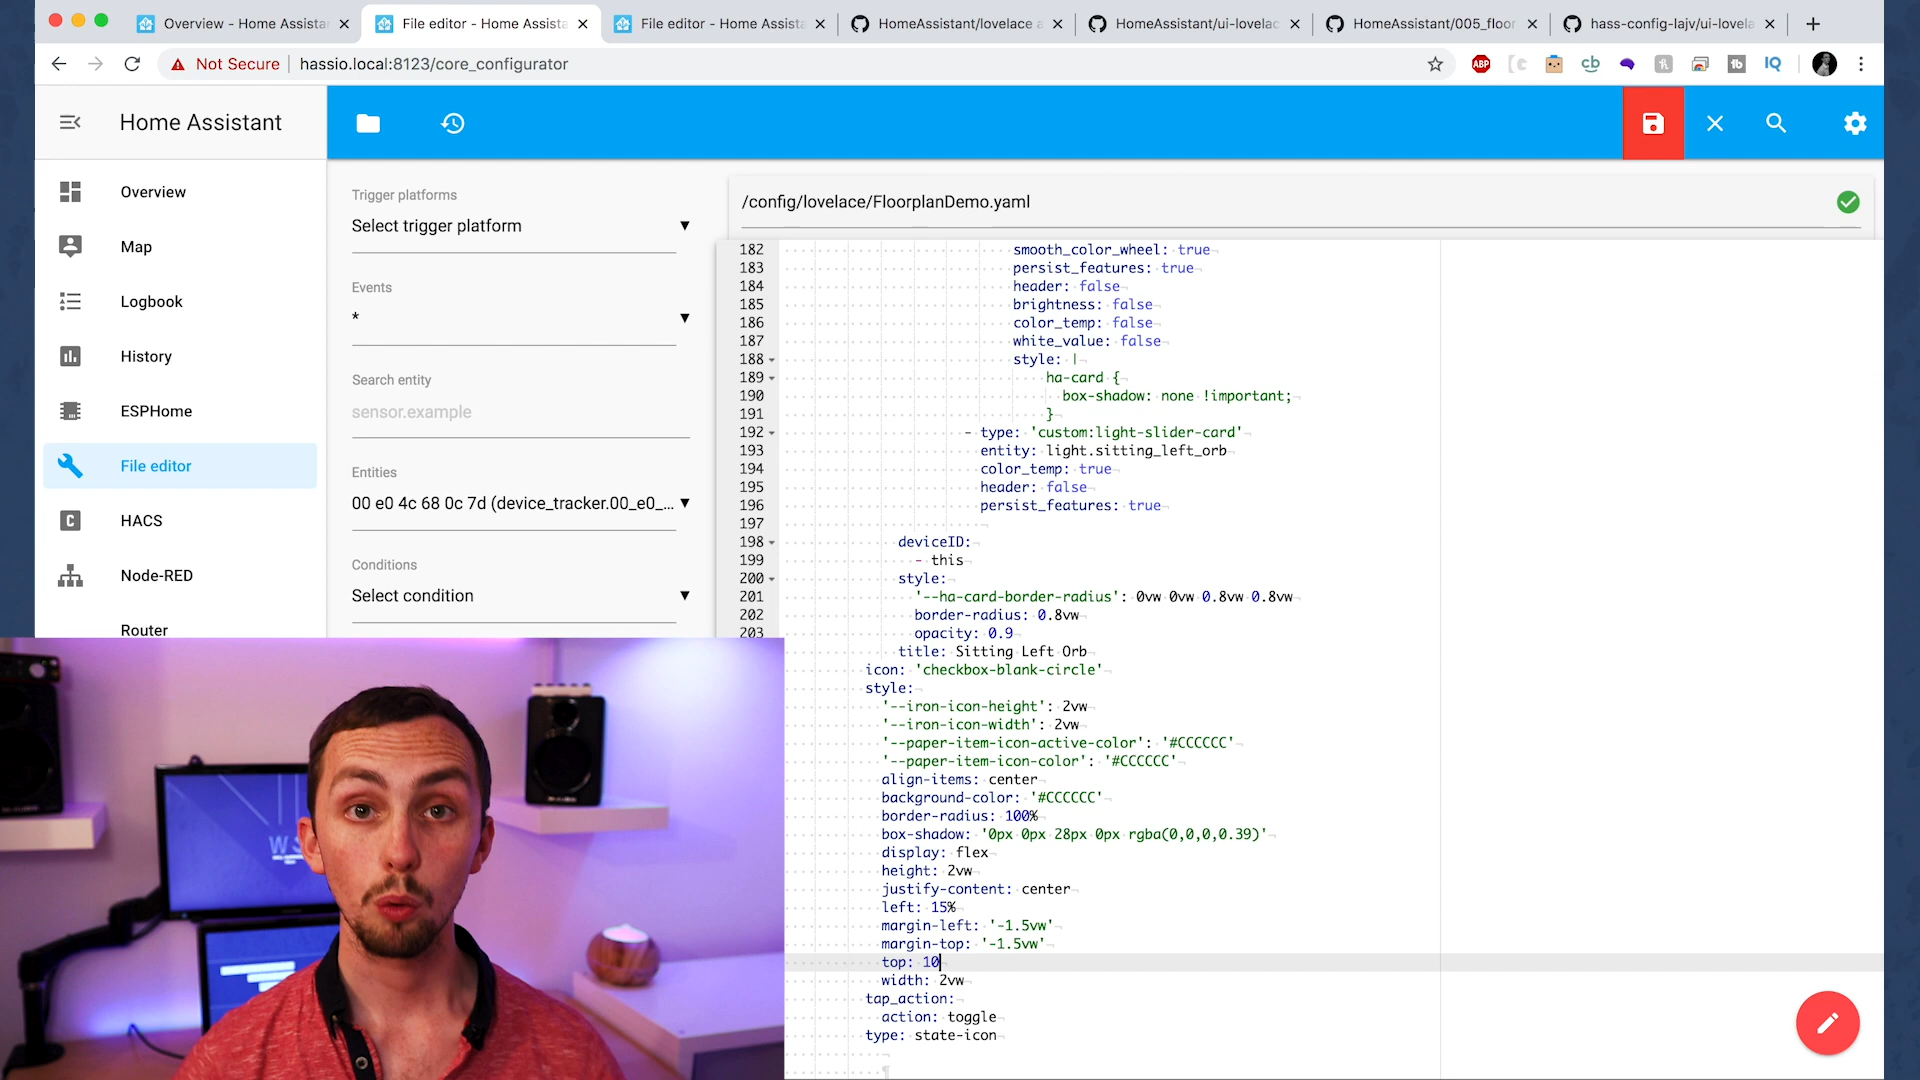 Overview - Home Assista
File editor - Home Assista
File editor - Home Assista
HomeAssistant/lovelace a
HomeAssistant/ui-lovelac
HomeAssistant/005_floor
hass-config-lajv/ui-lovela
Not Secure
hassio.local:8123/core_configurator
ABP
cb
tb
IQ
Home Assistant
Overview
Map
Logbook
History
ESPHome
File editor
C
HACS
Node-RED
Router
Trigger platforms
Select trigger platform
Events
*
Search entity
sensor.example
Entities
00 e0 4c 68 0c 7d (device_tracker.00_e0_...
Conditions
Select condition
/config/lovelace/FloorplanDemo.yaml
182 smooth_color_wheel: true
183 persist_features: true
184 header: false
185 brightness: false
186 color_temp: false
187 white_value: false
188 style: |
189 ha-card {
190 box-shadow: none !important;
191 }
192 - type: 'custom:light-slider-card'
193 entity: light.sitting_left_orb
194 color_temp: true
195 header: false
196 persist_features: true
197
198 deviceID:
199 - this
200 style:
201 '--ha-card-border-radius': 0vw 0vw 0.8vw 0.8vw
202 border-radius: 0.8vw
203 opacity: 0.9
title: Sitting Left Orb
icon: 'checkbox-blank-circle'
style:
'--iron-icon-height': 2vw
'--iron-icon-width': 2vw
'--paper-item-icon-active-color': '#CCCCCC'
'--paper-item-icon-color': '#CCCCCC'
align-items: center
background-color: '#CCCCCC'
border-radius: 100%
box-shadow: '0px 0px 28px 0px rgba(0,0,0,0.39)'
display: flex
height: 2vw
justify-content: center
left: 15%
margin-left: '-1.5vw'
margin-top: '-1.5vw'
top: 10
width: 2vw
tap_action:
action: toggle
type: state-icon